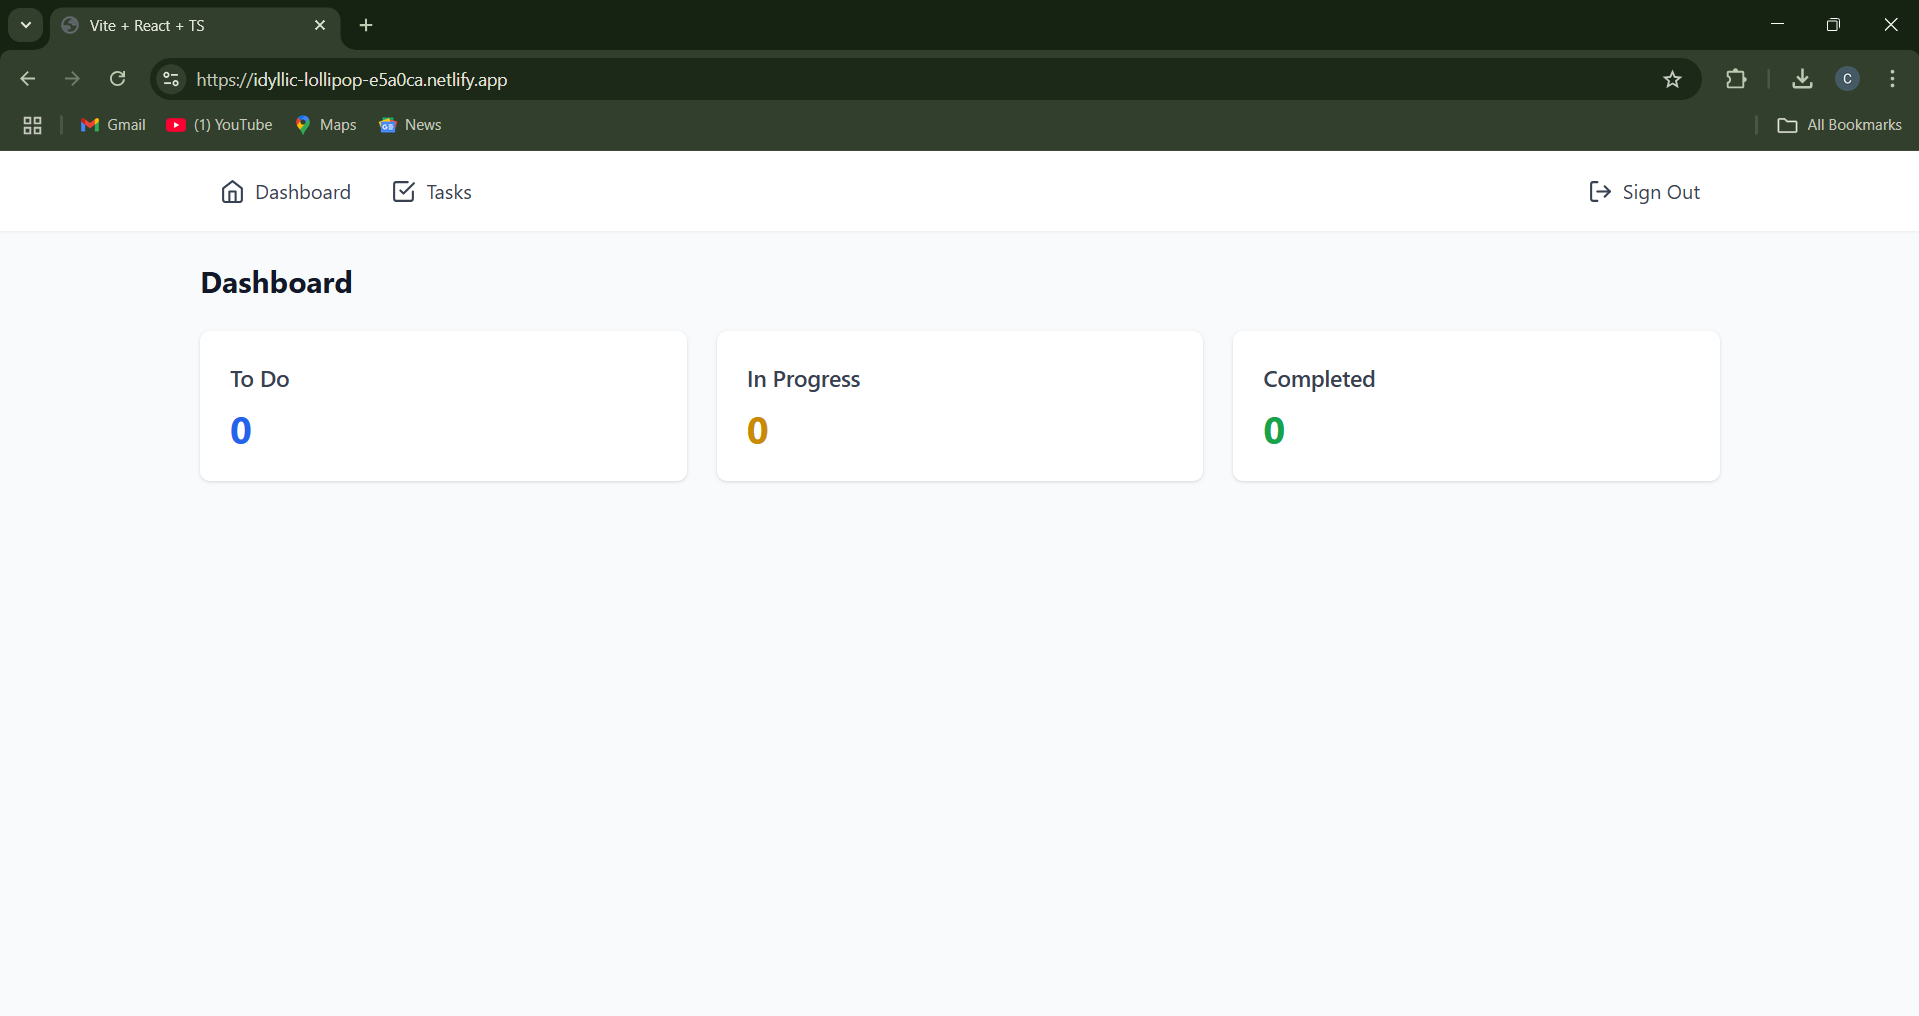 Vite + React + TS
https://idyllic-lollipop-e5a0ca.netlify.app
C
Gmail
(1) YouTube
Maps
News
All Bookmarks
Dashboard
Tasks
Sign Out
Dashboard
To Do
0
In Progress
0
Completed
0